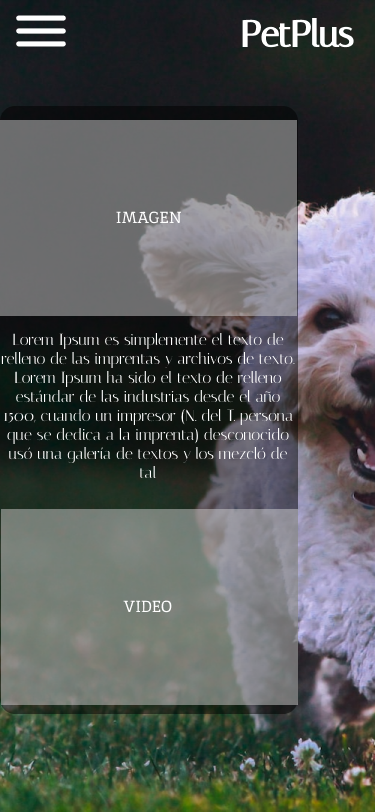 PetPlus
IMAGEN
Lorem Ipsum es simplemente el texto de
relleno de las imprentas y archivos de texto.
Lorem Ipsum ha sido el texto de relleno
estándar de las industrias desde el año
1500, cuando un impresor (N. del T. persona
que se dedica a la imprenta) desconocido
usó una galería de textos y los mezcló de
tal
VIDEO